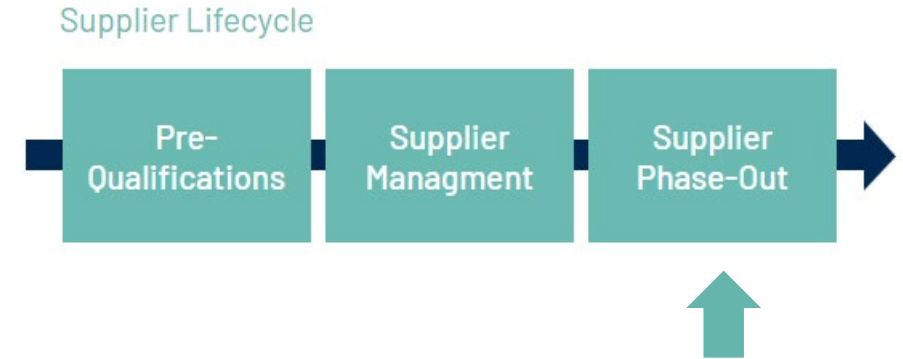 Supplier Lifecycle
Pre-
Qualifications
Supplier
Managment
Supplier
Phase-Out